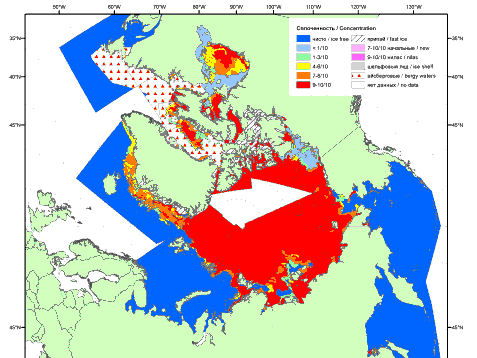 50°W 60°W 70°W 80°W 90°W 100°W 110°W 120°W 130°W
35°N 35°N
40°N 40°N
45°N 45°N
45°N 45°N
Сплоченность / Concentration
чисто / ice free
< 1/10
1-3/10
4-6/10
7-8/10
9-10/10
припай / fast ice
7-10/10 начальные / new
9-10/10 нилас / nilas
шельфовый лед / ice shelf
айсберговые / bergy waters
нет данных / no data